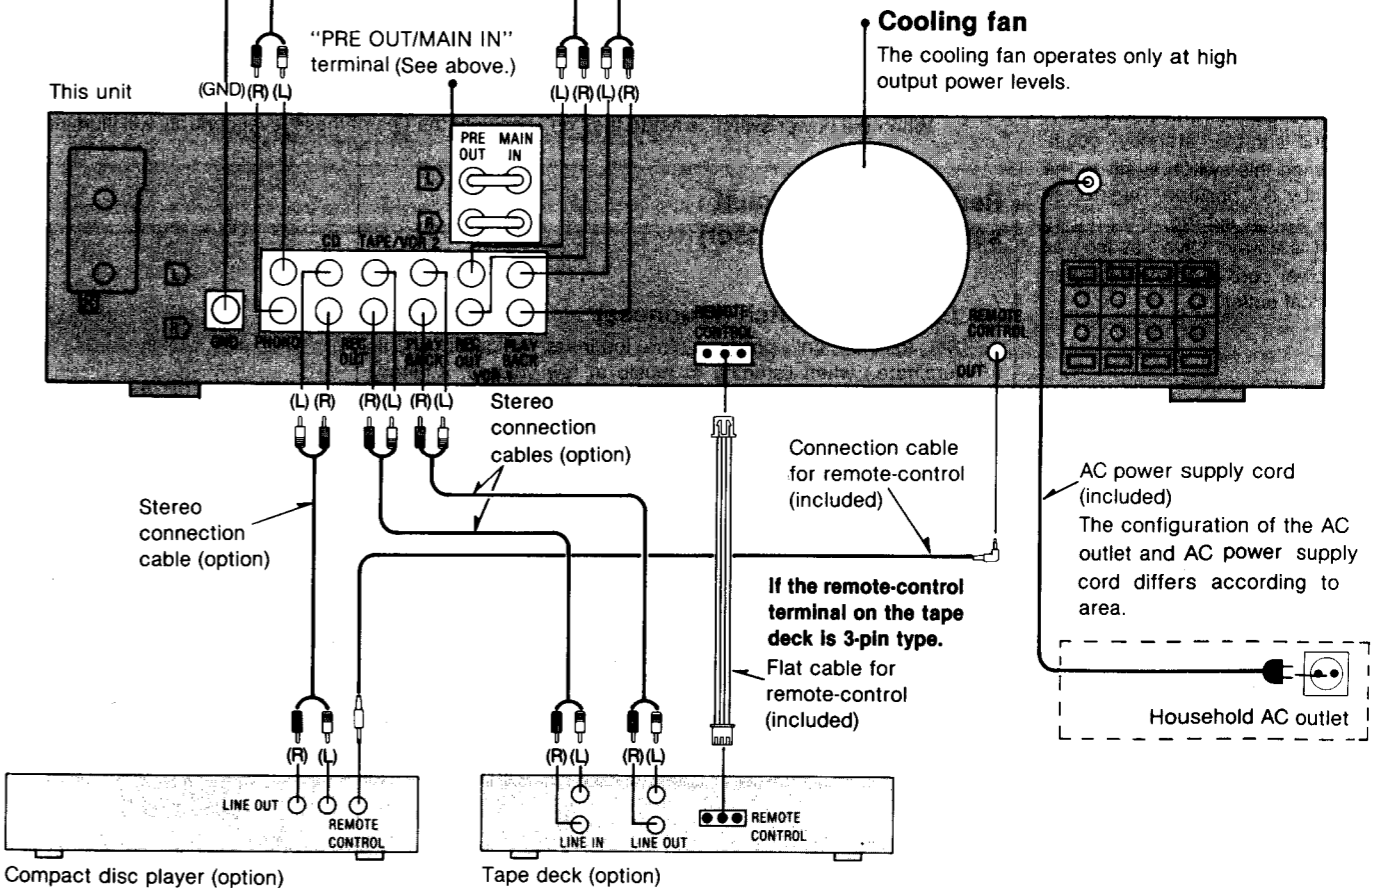 Cooling fan
The cooling fan operates only at high
output power levels.
"PRE OUT/MAIN IN"
terminal (See above.)
This unit
(GND) (R) (L)
(L) (R) (L) (R)
PRE OUT
MAIN IN
L
R
CD TAPE/VCR 2
L
R
GND PHONO
REC OUT
PLAY BACK
REC OUT
PLAY BACK
VCR 1
REMOTE CONTROL
REMOTE CONTROL
OUT
(L) (R) (R) (L) (R) (L)
Stereo
connection
cables (option)
Stereo
connection
cable (option)
Connection cable
for remote-control
(included)
AC power supply cord
(included)
The configuration of the AC
outlet and AC power supply
cord differs according to
area.
If the remote-control
terminal on the tape
deck is 3-pin type.
Flat cable for
remote-control
(included)
Household AC outlet
(R) (L)
(R) (L) (R) (L)
LINE OUT
REMOTE
CONTROL
LINE IN
LINE OUT
REMOTE
CONTROL
Compact disc player (option)
Tape deck (option)